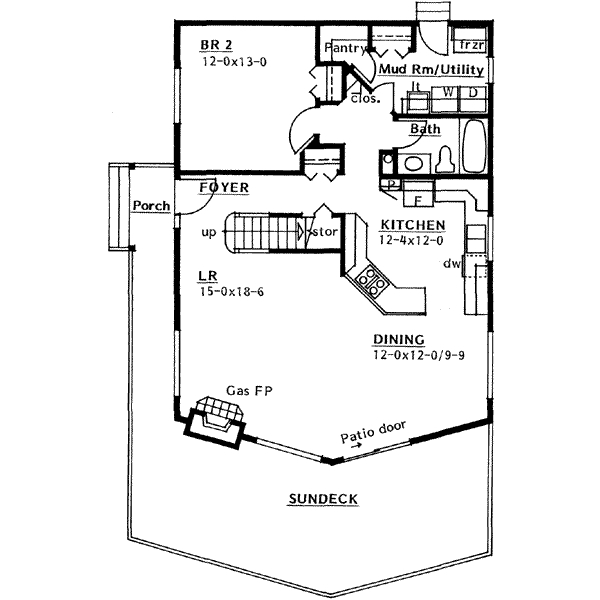 BR 2
12-0x13-0
Pantry
frzr
Mud Rm/Utility
lt
W
D
clos.
Bath
FOYER
P
F
Porch
up
stor
KITCHEN
12-4x12-0
dw
LR
15-0x18-6
DINING
12-0x12-0/9-9
Gas FP
Patio door
SUNDECK